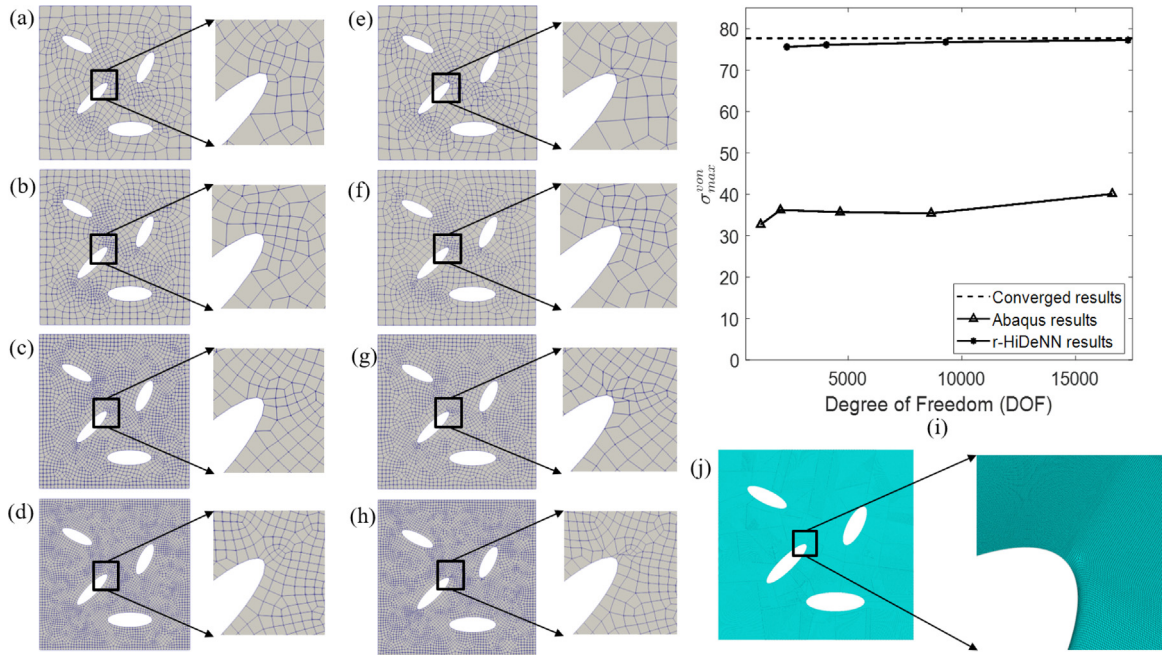 (a)
(b)
(c)
(d)
(e)
(f)
(g)
(h)
80
70
60
50
40
30
20
10
0
σ_{max}^{von}
5000
10000
15000
Degree of Freedom (DOF)
Converged results
Abaqus results
r-HiDeNN results
(i)
(j)